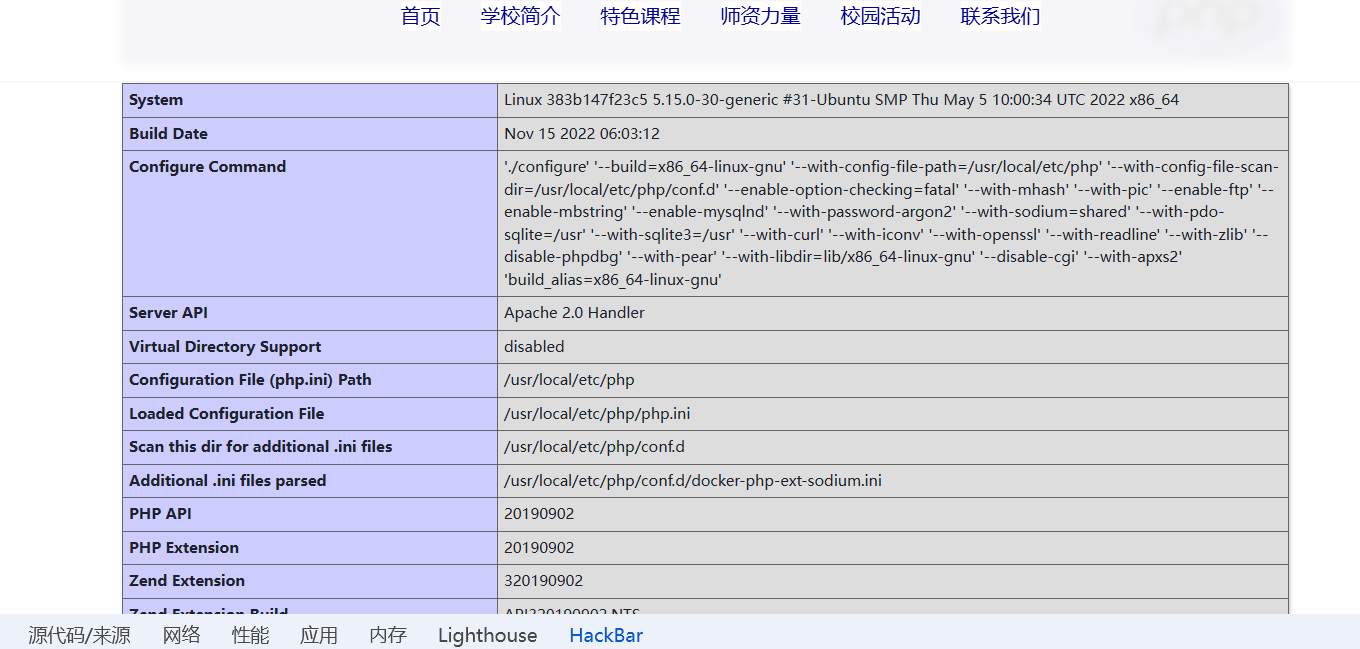 首页 学校简介 特色课程 师资力量 校园活动 联系我们
php
System Linux 383b147f23c5 5.15.0-30-generic #31-Ubuntu SMP Thu May 5 10:00:34 UTC 2022 x86_64
Build Date Nov 15 2022 06:03:12
Configure Command './configure' '--build=x86_64-linux-gnu' '--with-config-file-path=/usr/local/etc/php' '--with-config-file-scan-
dir=/usr/local/etc/php/conf.d' '--enable-option-checking=fatal' '--with-mhash' '--with-pic' '--enable-ftp' '--
enable-mbstring' '--enable-mysqlnd' '--with-password-argon2' '--with-sodium=shared' '--with-pdo-
sqlite=/usr' '--with-sqlite3=/usr' '--with-curl' '--with-iconv' '--with-openssl' '--with-readline' '--with-zlib' '--
disable-phpdbg' '--with-pear' '--with-libdir=lib/x86_64-linux-gnu' '--disable-cgi' '--with-apxs2'
'build_alias=x86_64-linux-gnu'
Server API Apache 2.0 Handler
Virtual Directory Support disabled
Configuration File (php.ini) Path /usr/local/etc/php
Loaded Configuration File /usr/local/etc/php/php.ini
Scan this dir for additional .ini files /usr/local/etc/php/conf.d
Additional .ini files parsed /usr/local/etc/php/conf.d/docker-php-ext-sodium.ini
PHP API 20190902
PHP Extension 20190902
Zend Extension 320190902
Zend Extension Build API320190902,NTS
源代码/来源 网络 性能 应用 内存 Lighthouse HackBar